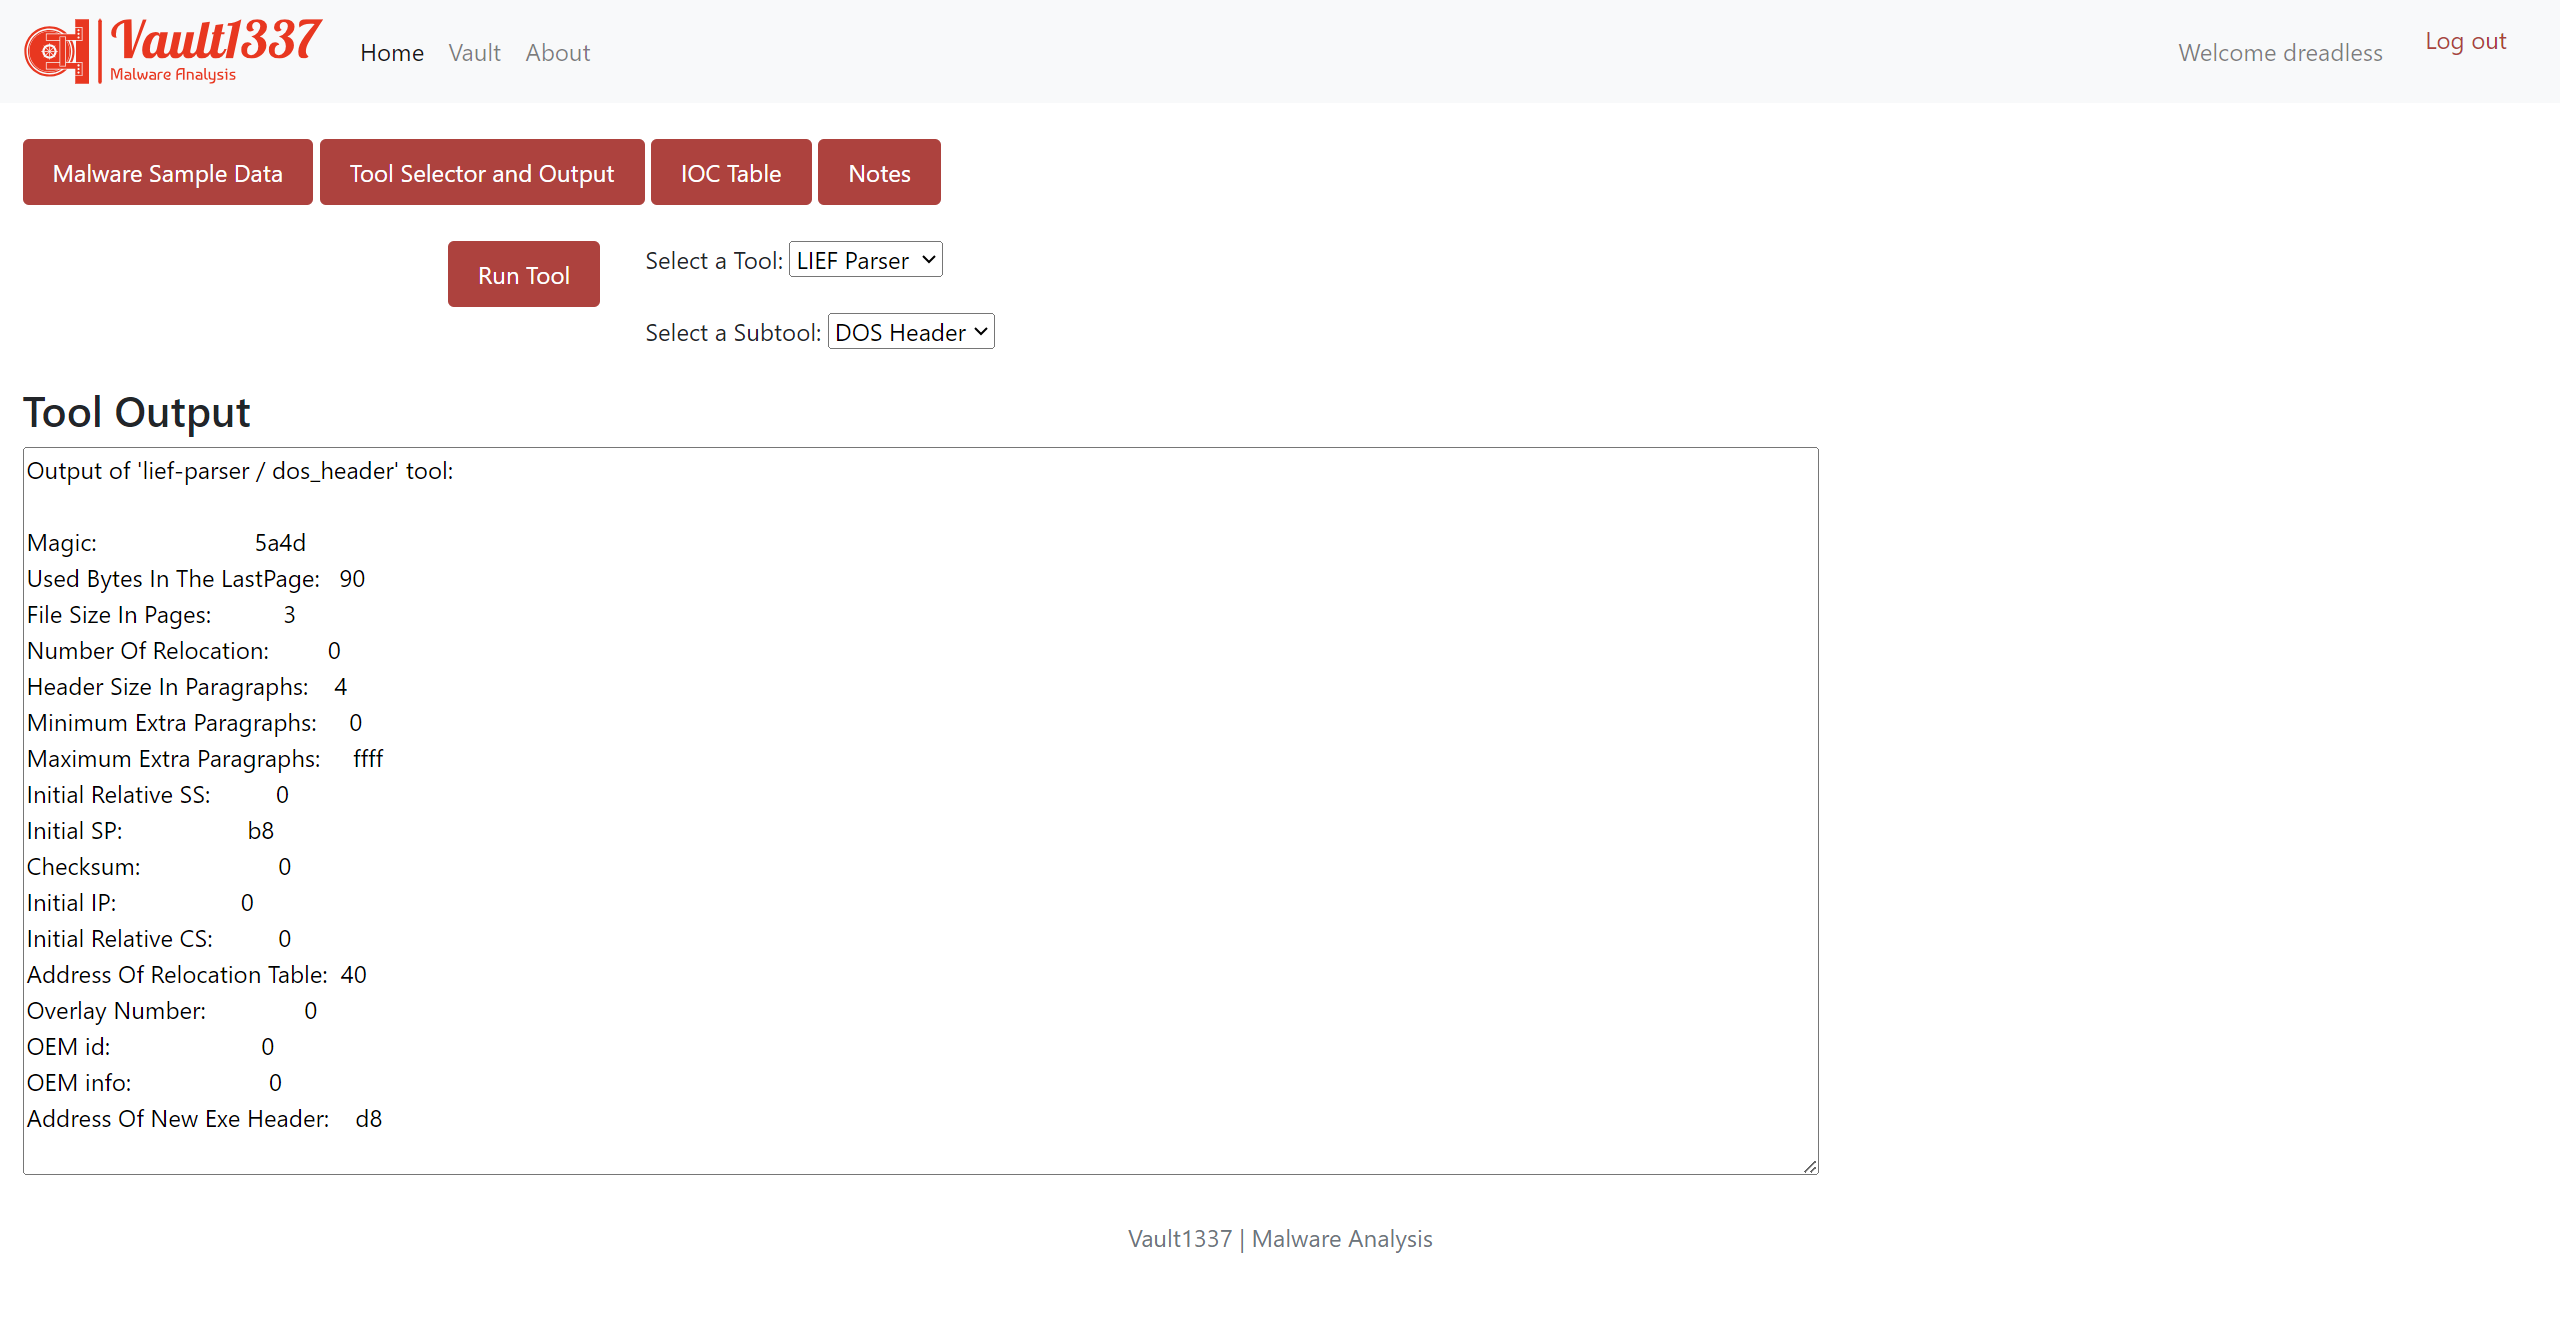 Vault1337
Malware Analysis
Home Vault About
Welcome dreadless
Log out
Malware Sample Data Tool Selector and Output IOC Table Notes
Run Tool
Select a Tool: LIEF Parser
Select a Subtool: DOS Header
Tool Output
Output of 'lief-parser / dos_header' tool:
Magic: 5a4d
Used Bytes In The LastPage: 90
File Size In Pages: 3
Number Of Relocation: 0
Header Size In Paragraphs: 4
Minimum Extra Paragraphs: 0
Maximum Extra Paragraphs: ffff
Initial Relative SS: 0
Initial SP: b8
Checksum: 0
Initial IP: 0
Initial Relative CS: 0
Address Of Relocation Table: 40
Overlay Number: 0
OEM id: 0
OEM info: 0
Address Of New Exe Header: d8
Vault1337 | Malware Analysis